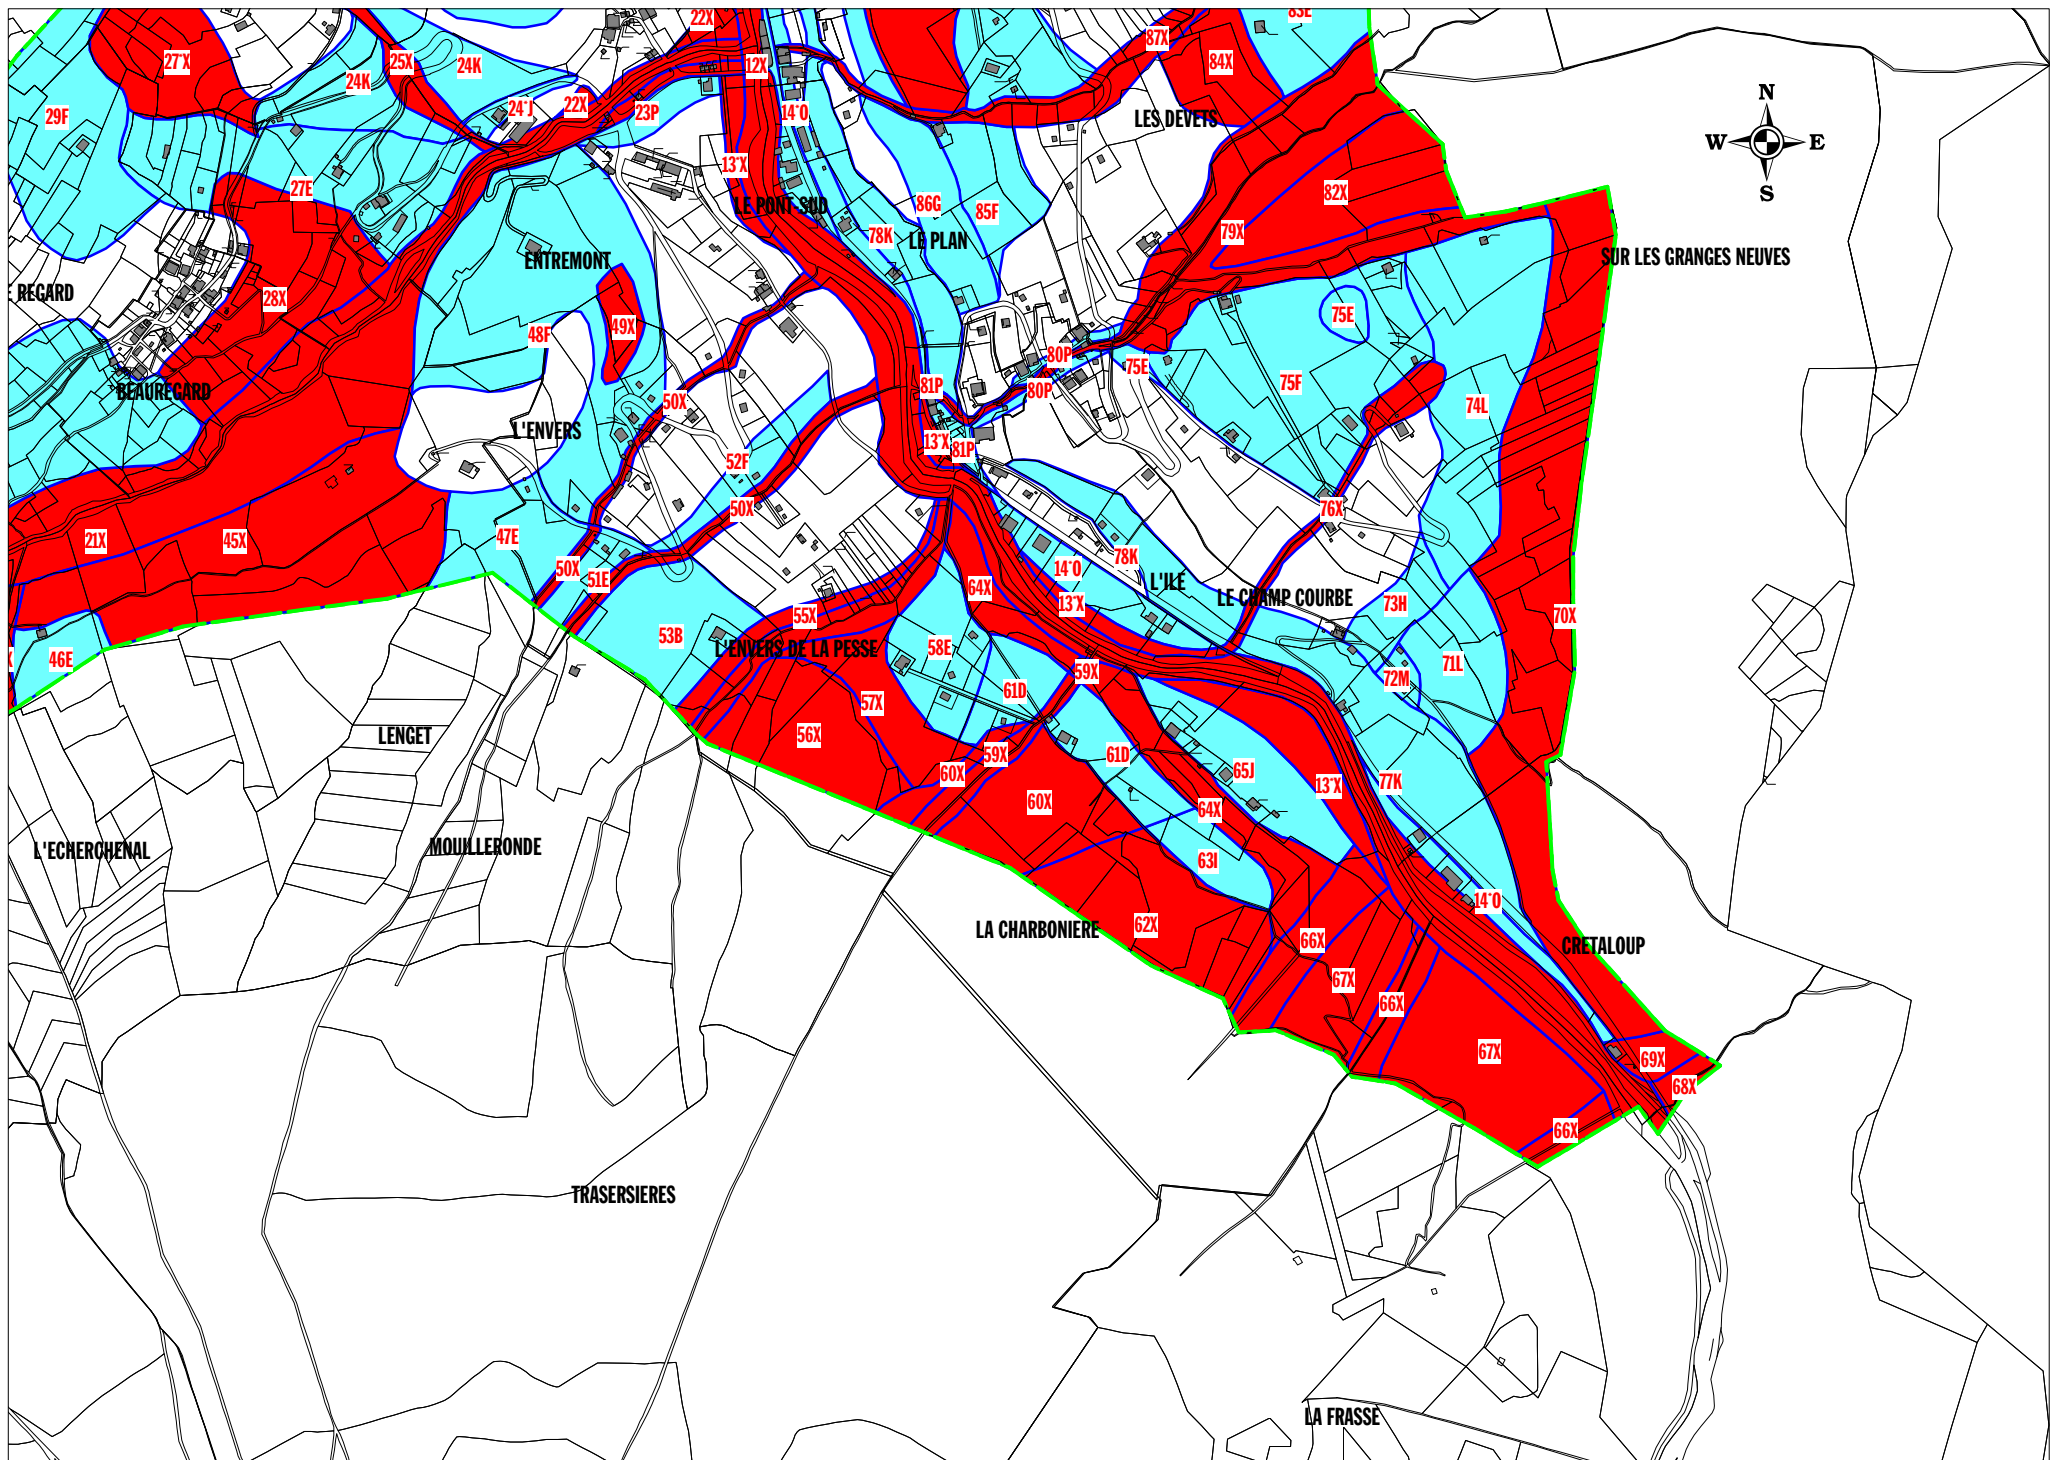 22X
83E
27*X
25X
24K
24K
12X
87X
84X
N
29F
24*J
22X
23P
14*O
LES DEVETS
W
E
13*X
S
27E
LE PONT SUD
86G
85F
82X
78K
LE PLAN
79X
ENTREMONT
SUR LES GRANGES NEUVES
REGARD
28X
49X
75E
48F
80P
75E
BEAUREGARD
81P
80P
75F
50X
74L
L'ENVERS
13*X
81P
52F
50X
76X
21X
45X
47E
78K
50X
51E
14*O
L'ILE
64X
LE CHAMP COURBE
13*X
73H
55X
70X
53B
L'ENVERS DE LA PESSE
58E
46E
71L
59X
72M
61D
57X
LENGET
56X
59X
61D
60X
65J
77K
13*X
60X
64X
L'ECHERCHENAL
MOUILLERONDE
63I
14*O
62X
LA CHARBONIERE
66X
CRETALOUP
67X
66X
67X
69X
68X
66X
TRASERSIERES
LA FRASSE